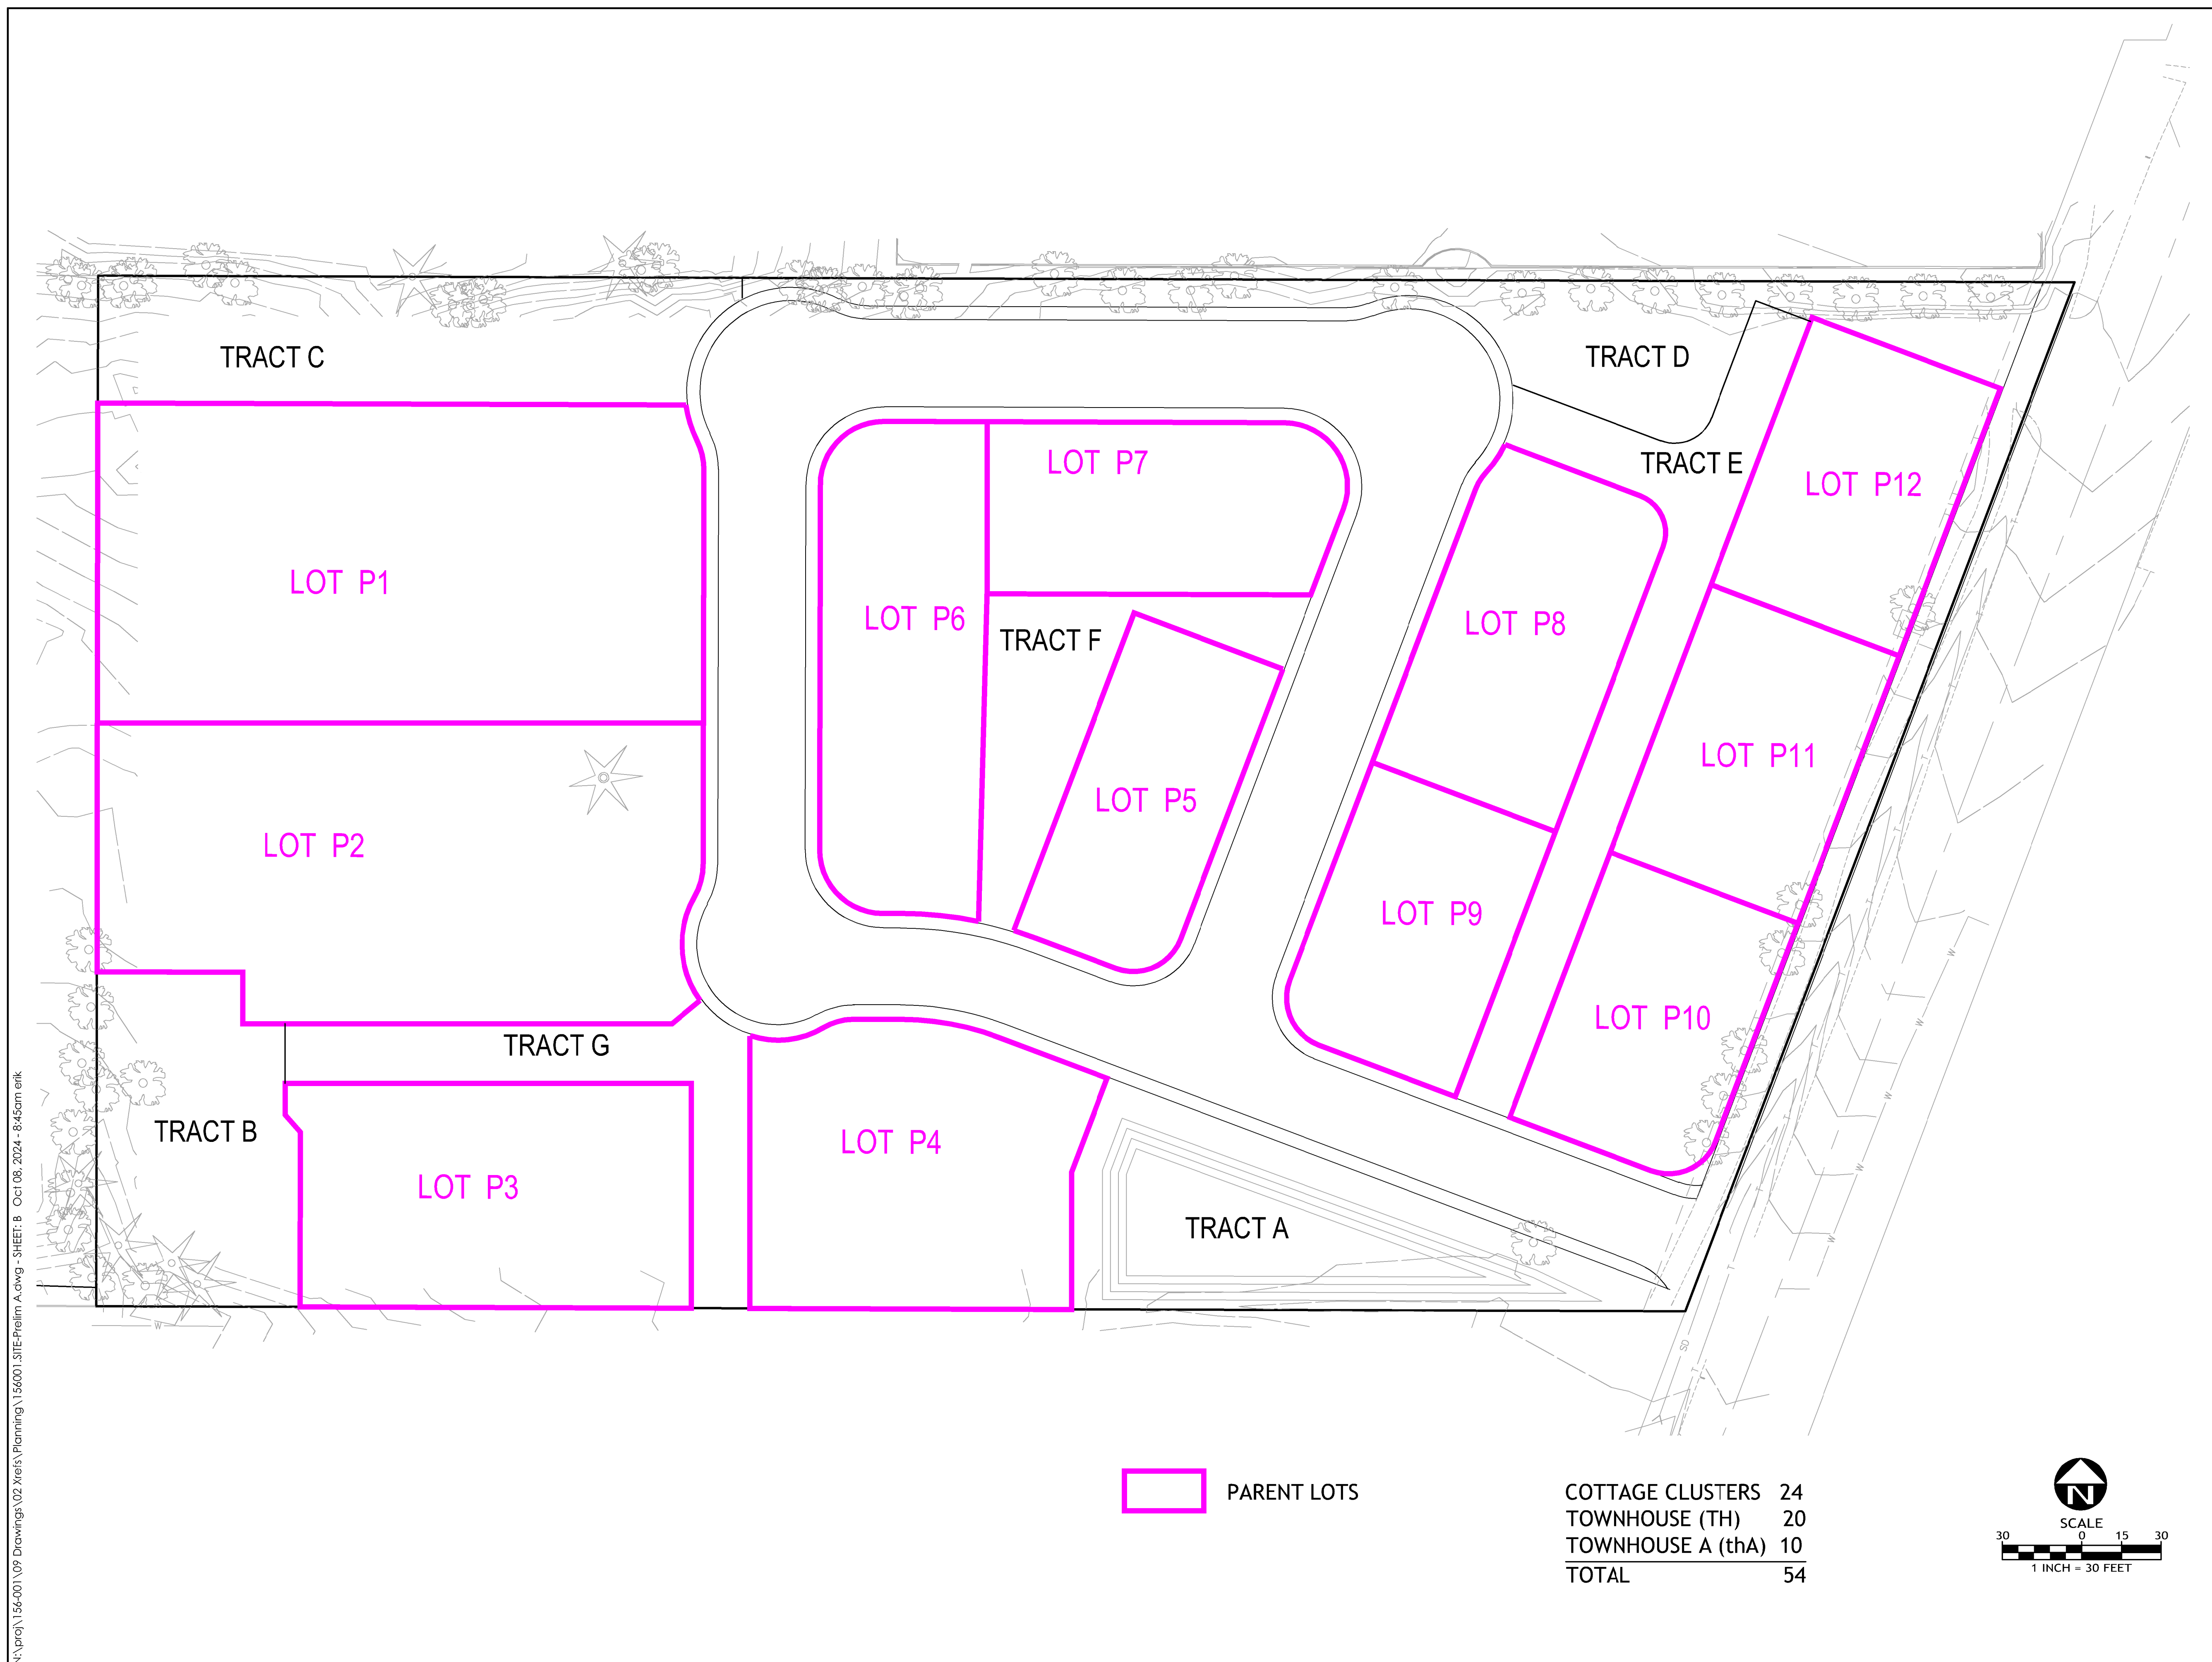 TRACT C
TRACT D
LOT P7
TRACT E
LOT P12
LOT P1
LOT P6
TRACT F
LOT P8
LOT P11
LOT P5
LOT P2
LOT P9
LOT P10
TRACT G
TRACT B
LOT P4
LOT P3
TRACT A
W
W
W
W
W
W
SD
T
T
T
PARENT LOTS
COTTAGE CLUSTERS 24
TOWNHOUSE (TH) 20
TOWNHOUSE A (thA) 10
TOTAL 54
N
SCALE
30 0 15 30
1 INCH = 30 FEET
N:\proj\156-001\09 Drawings\02 Xrefs\Planning\156001.SITE-Prelim A.dwg - SHEET: B Oct 08, 2024 - 8:45am erik